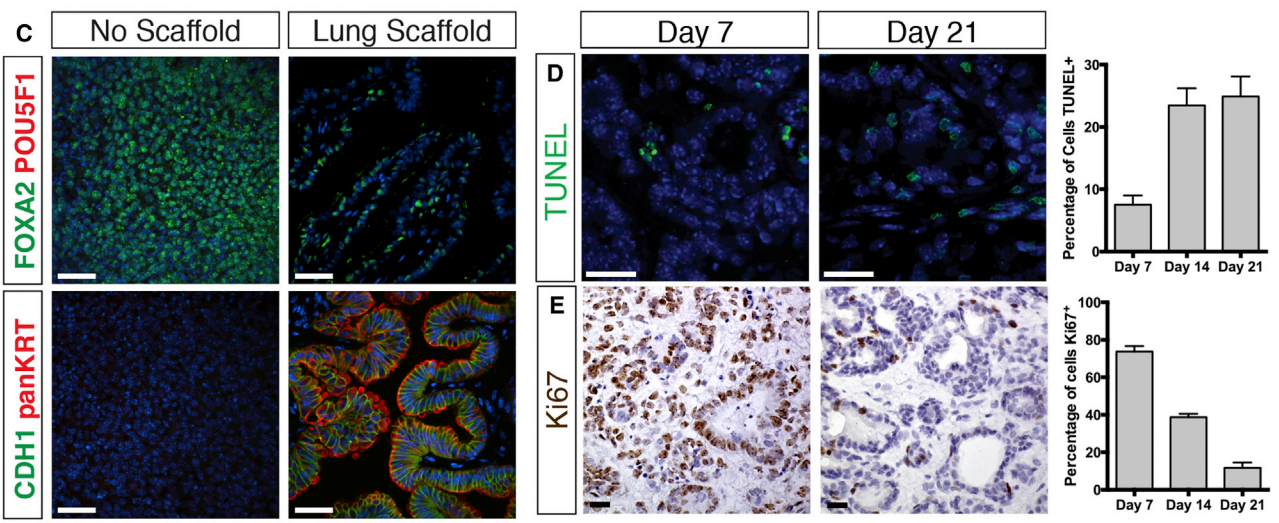 C
No Scaffold
Lung Scaffold
FOXA2 POU5F1
CDH1 panKRT
Day 7
Day 21
D
TUNEL
E
Ki67
Percentage of Cells TUNEL+
30
20
10
0
Day 7 Day 14 Day 21
Percentage of cells Ki67+
100
80
60
40
20
0
Day 7 Day 14 Day 21